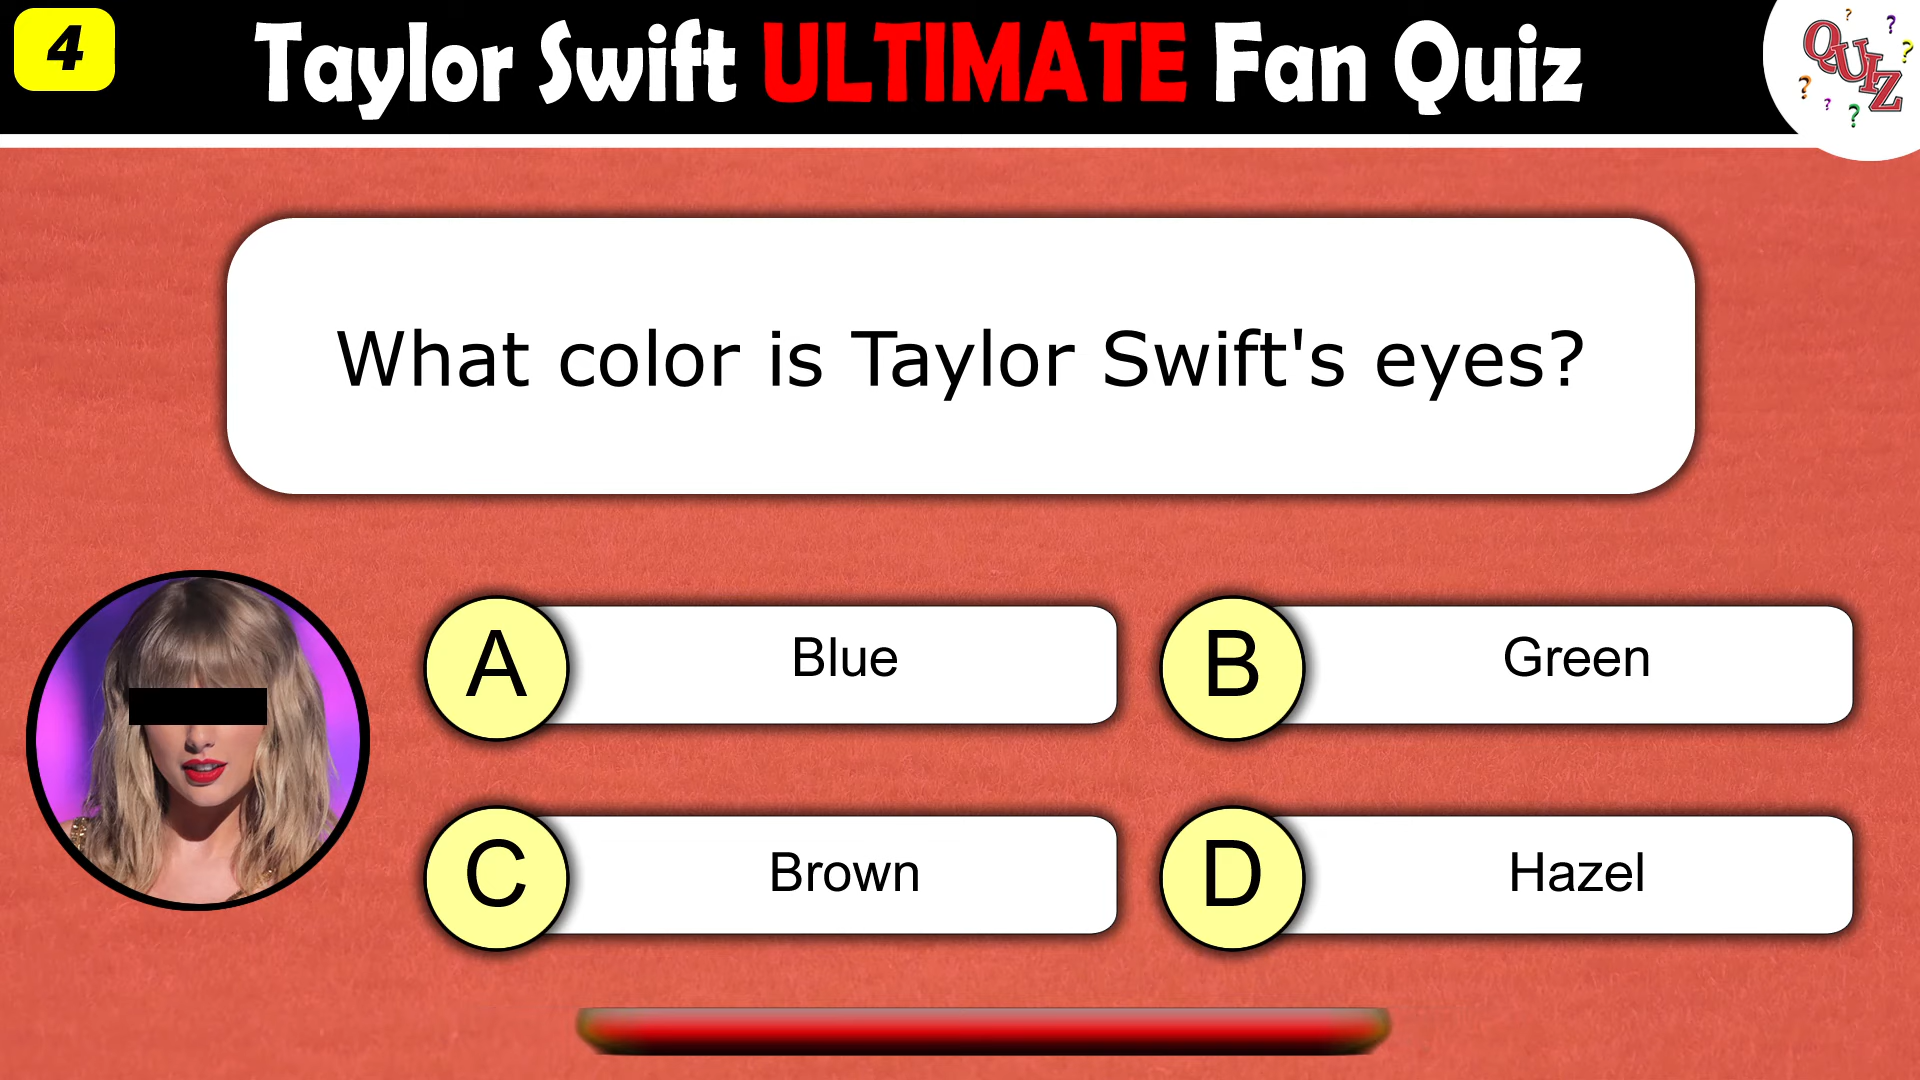 4
Taylor Swift ULTIMATE Fan Quiz
QUIZ
? ? ? ? ? ?
What color is Taylor Swift's eyes?
A Blue
B Green
C Brown
D Hazel